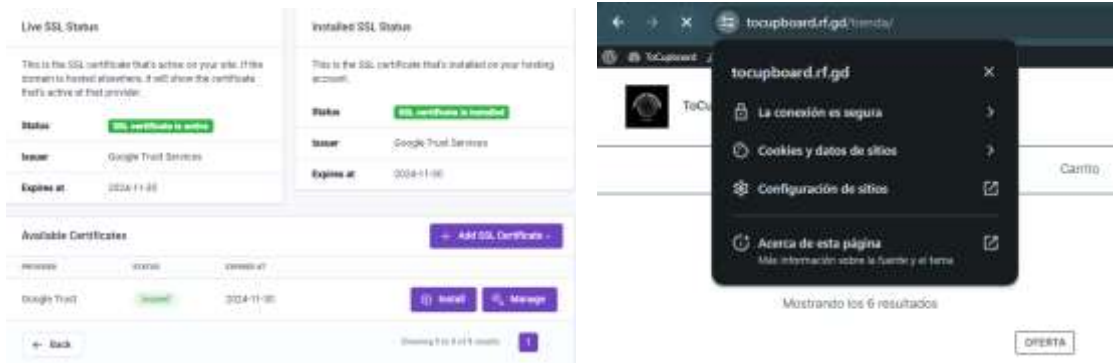 Live SSL Status
This is the SSL certificate that's active on your site. If the
domain is hosted elsewhere, it will show the certificate
that's active at that provider.
Status SSL certificate is active
Issuer Google Trust Services
Expires at 2024-11-30
Installed SSL Status
This is the SSL certificate that's installed on your hosting
account.
Status SSL certificate is installed
Issuer Google Trust Services
Expires at 2024-11-30
Available Certificates
+ Add SSL Certificate
PROVIDER STATUS EXPIRES AT
Google Trust Issued 2024-11-30 Install Manage
← Back
1
tocupboard.rf.gd/tienda/
ToCupboard
tocupboard.rf.gd
ToCu
La conexión es segura
Cookies y datos de sitios
Configuración de sitios
Acerca de esta página
Más información sobre la fuente y el tema
Carrito
Mostrando los 6 resultados
OFERTA